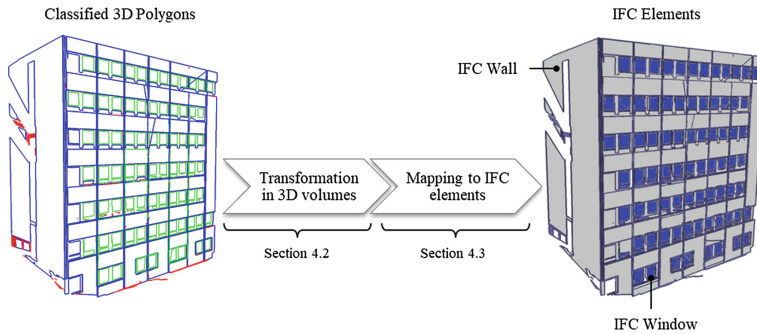 Classified 3D Polygons
IFC Elements
IFC Wall
Transformation
in 3D volumes
Mapping to IFC
elements
Section 4.2
Section 4.3
IFC Window